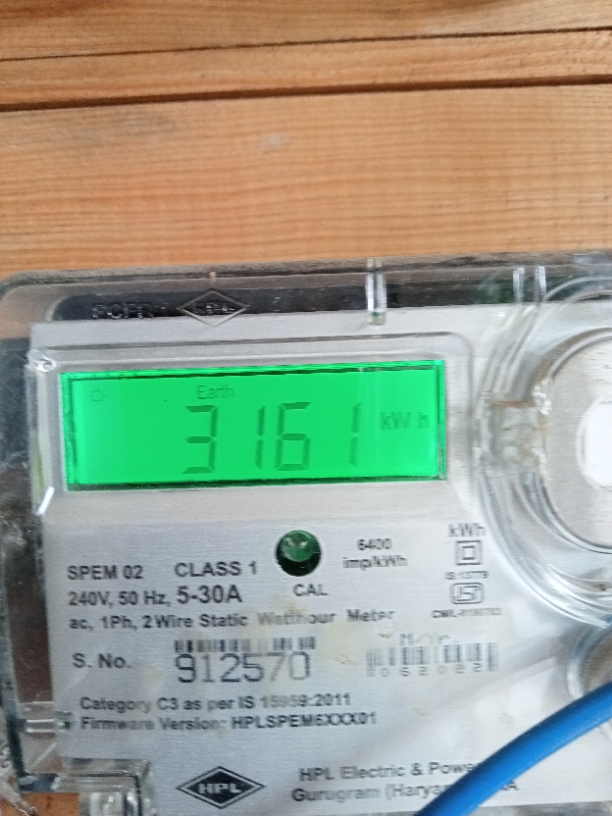 HPL
Earth
3161 kWh
6400
imp/kWh
CAL
kWh
SPEM 02 CLASS 1
240V, 50 Hz, 5-30A
ac, 1Ph, 2 Wire Static Watthour Meter
S. No. 912570
Category C3 as per IS 15959:2011
Firmware Version: HPLSPEM6XXX01
HPL
HPL Electric &
Gurugram